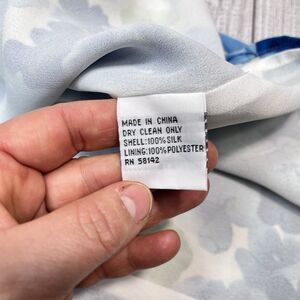 MADE IN CHINA
DRY CLEAN ONLY
SHELL:100%SILK
LINING:100%POLYESTER
RN 58142